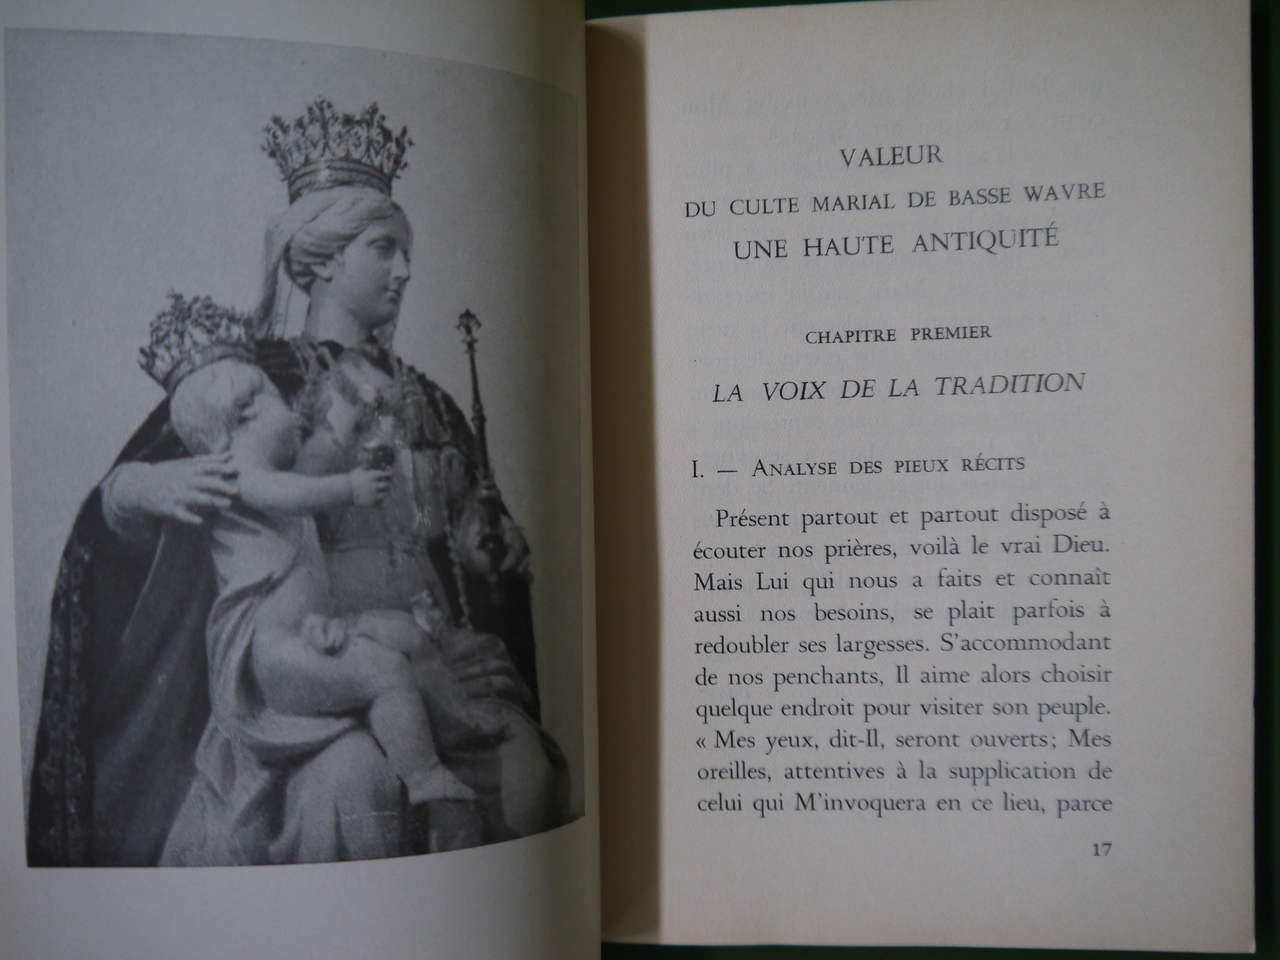 VALEUR
DU CULTE MARIAL DE BASSE WAVRE
UNE HAUTE ANTIQUITÉ
CHAPITRE PREMIER
LA VOIX DE LA TRADITION
I. — Analyse des pieux récits
Présent partout et partout disposé à
écouter nos prières, voilà le vrai Dieu.
Mais Lui qui nous a faits et connaît
aussi nos besoins, se plait parfois à
redoubler ses largesses. S'accommodant
de nos penchants, Il aime alors choisir
quelque endroit pour visiter son peuple.
« Mes yeux, dit-Il, seront ouverts; Mes
oreilles, attentives à la supplication de
celui qui M'invoquera en ce lieu, parce
17